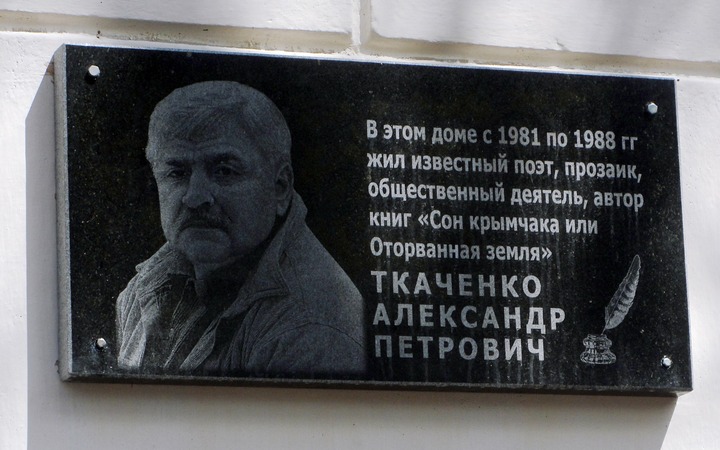 В этом доме с 1981 по 1988 гг
жил известный поэт, прозаик,
общественный деятель, автор
книг «Сон крымчака или
Оторванная земля»
ТКАЧЕНКО
АЛЕКСАНДР
ПЕТРОВИЧ